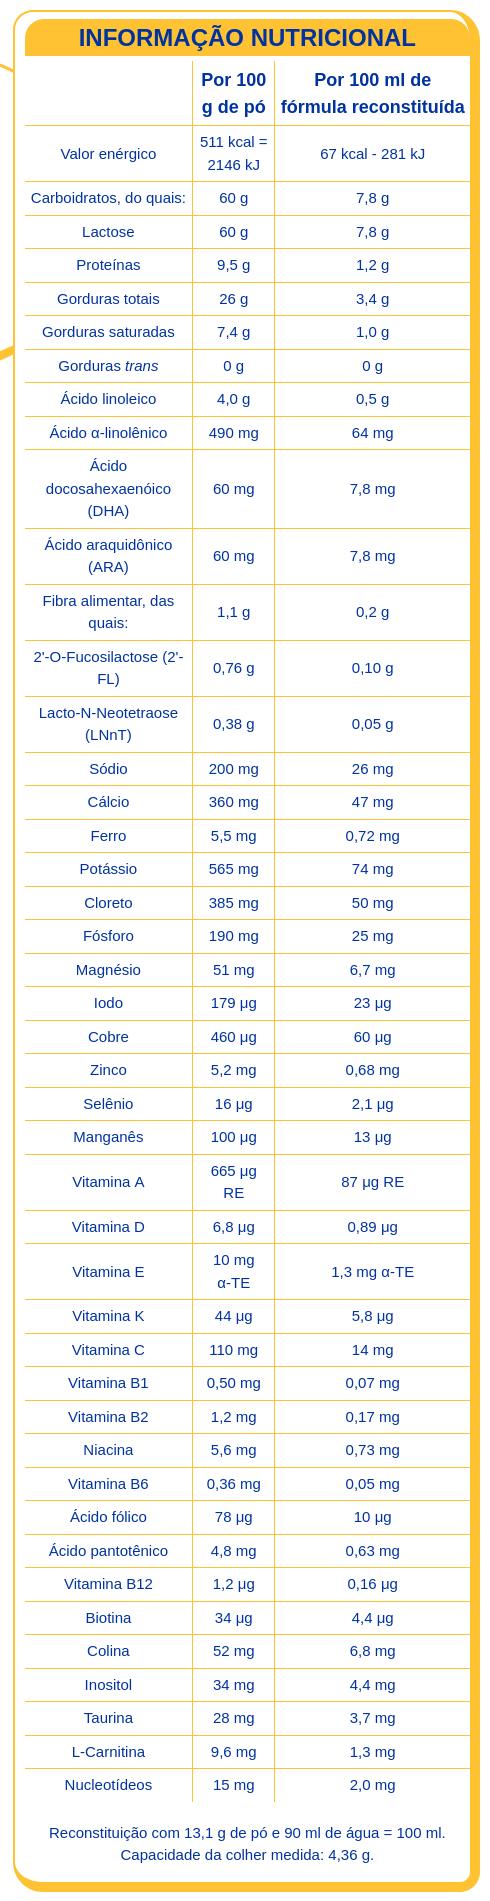 INFORMAÇÃO NUTRICIONAL
Por 100 g de pó Por 100 ml de fórmula reconstituída
Valor enérgico 511 kcal = 2146 kJ 67 kcal - 281 kJ
Carboidratos, do quais: 60 g 7,8 g
Lactose 60 g 7,8 g
Proteínas 9,5 g 1,2 g
Gorduras totais 26 g 3,4 g
Gorduras saturadas 7,4 g 1,0 g
Gorduras trans 0 g 0 g
Ácido linoleico 4,0 g 0,5 g
Ácido α-linolênico 490 mg 64 mg
Ácido docosahexaenóico (DHA) 60 mg 7,8 mg
Ácido araquidônico (ARA) 60 mg 7,8 mg
Fibra alimentar, das quais: 1,1 g 0,2 g
2'-O-Fucosilactose (2'-FL) 0,76 g 0,10 g
Lacto-N-Neotetraose (LNnT) 0,38 g 0,05 g
Sódio 200 mg 26 mg
Cálcio 360 mg 47 mg
Ferro 5,5 mg 0,72 mg
Potássio 565 mg 74 mg
Cloreto 385 mg 50 mg
Fósforo 190 mg 25 mg
Magnésio 51 mg 6,7 mg
Iodo 179 μg 23 μg
Cobre 460 μg 60 μg
Zinco 5,2 mg 0,68 mg
Selênio 16 μg 2,1 μg
Manganês 100 μg 13 μg
Vitamina A 665 μg RE 87 μg RE
Vitamina D 6,8 μg 0,89 μg
Vitamina E 10 mg α-TE 1,3 mg α-TE
Vitamina K 44 μg 5,8 μg
Vitamina C 110 mg 14 mg
Vitamina B1 0,50 mg 0,07 mg
Vitamina B2 1,2 mg 0,17 mg
Niacina 5,6 mg 0,73 mg
Vitamina B6 0,36 mg 0,05 mg
Ácido fólico 78 μg 10 μg
Ácido pantotênico 4,8 mg 0,63 mg
Vitamina B12 1,2 μg 0,16 μg
Biotina 34 μg 4,4 μg
Colina 52 mg 6,8 mg
Inositol 34 mg 4,4 mg
Taurina 28 mg 3,7 mg
L-Carnitina 9,6 mg 1,3 mg
Nucleotídeos 15 mg 2,0 mg
Reconstituição com 13,1 g de pó e 90 ml de água = 100 ml.
Capacidade da colher medida: 4,36 g.